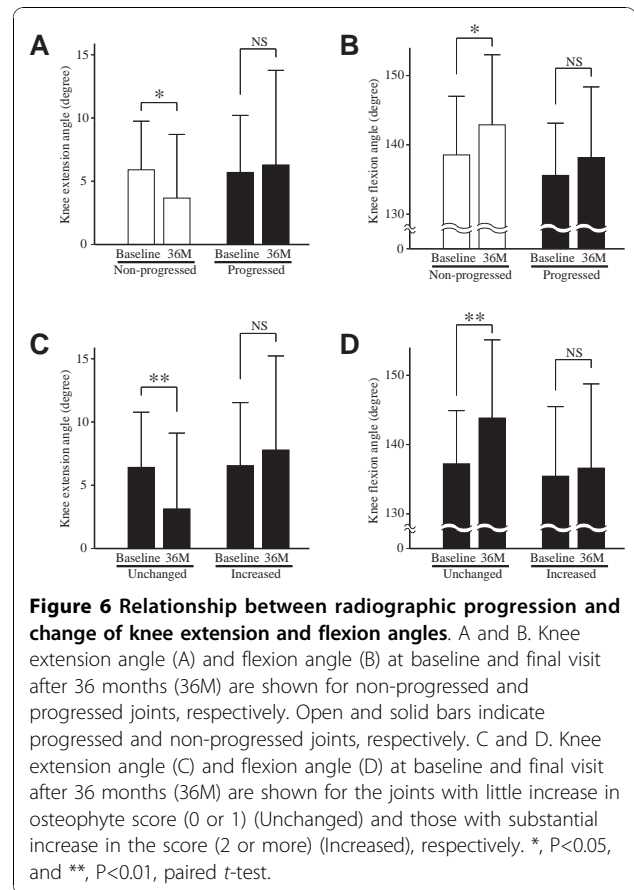 A
B
Knee extension angle (degree)
15
10
5
0
*
NS
Baseline 36M
Non-progressed
Baseline 36M
Progressed
Knee flexion angle (degree)
150
140
130
0
*
NS
Baseline 36M
Non-progressed
Baseline 36M
Progressed
C
D
Knee extension angle (degree)
15
10
5
0
**
NS
Baseline 36M
Unchanged
Baseline 36M
Increased
Knee flexion angle (degree)
150
140
130
0
**
NS
Baseline 36M
Unchanged
Baseline 36M
Increased
Figure 6 Relationship between radiographic progression and
change of knee extension and flexion angles. A and B. Knee
extension angle (A) and flexion angle (B) at baseline and final visit
after 36 months (36M) are shown for non-progressed and
progressed joints, respectively. Open and solid bars indicate
progressed and non-progressed joints, respectively. C and D. Knee
extension angle (C) and flexion angle (D) at baseline and final visit
after 36 months (36M) are shown for the joints with little increase in
osteophyte score (0 or 1) (Unchanged) and those with substantial
increase in the score (2 or more) (Increased), respectively. *, P<0.05,
and **, P<0.01, paired t-test.